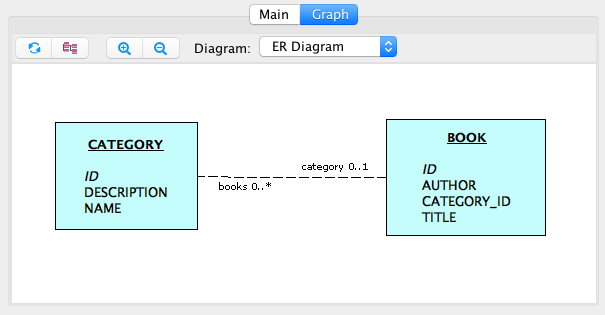 Main Graph
Diagram: ER Diagram
CATEGORY
ID
DESCRIPTION
NAME
books 0..*
category 0..1
BOOK
ID
AUTHOR
CATEGORY_ID
TITLE